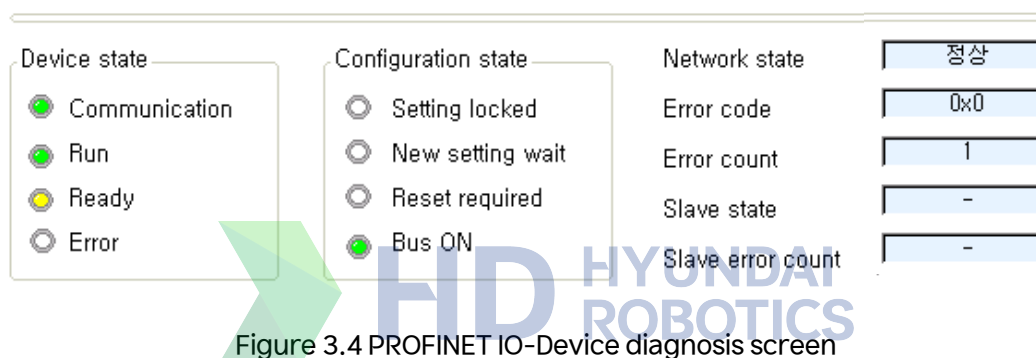 Device state
Communication
Run
Ready
Error
Configuration state
Setting locked
New setting wait
Reset required
Bus ON
Network state 정상
Error code 0x0
Error count 1
Slave state -
Slave error count -
HD HYUNDAI
ROBOTICS
Figure 3.4 PROFINET IO-Device diagnosis screen